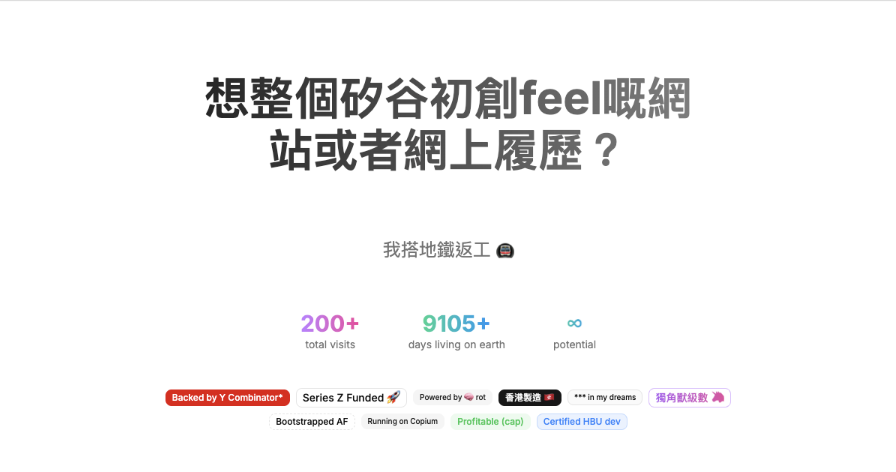 想整個矽谷初創feel嘅網
站或者網上履歷？
我搭地鐵返工 🚇
200+
9105+
∞
total visits
days living on earth
potential
Backed by Y Combinator*
Series Z Funded 🚀
Powered by 🧠 rot
香港製造 🇭🇰
*** in my dreams
獨角獸級數 🦄
Bootstrapped AF
Running on Copium
Profitable (cap)
Certified HBU dev